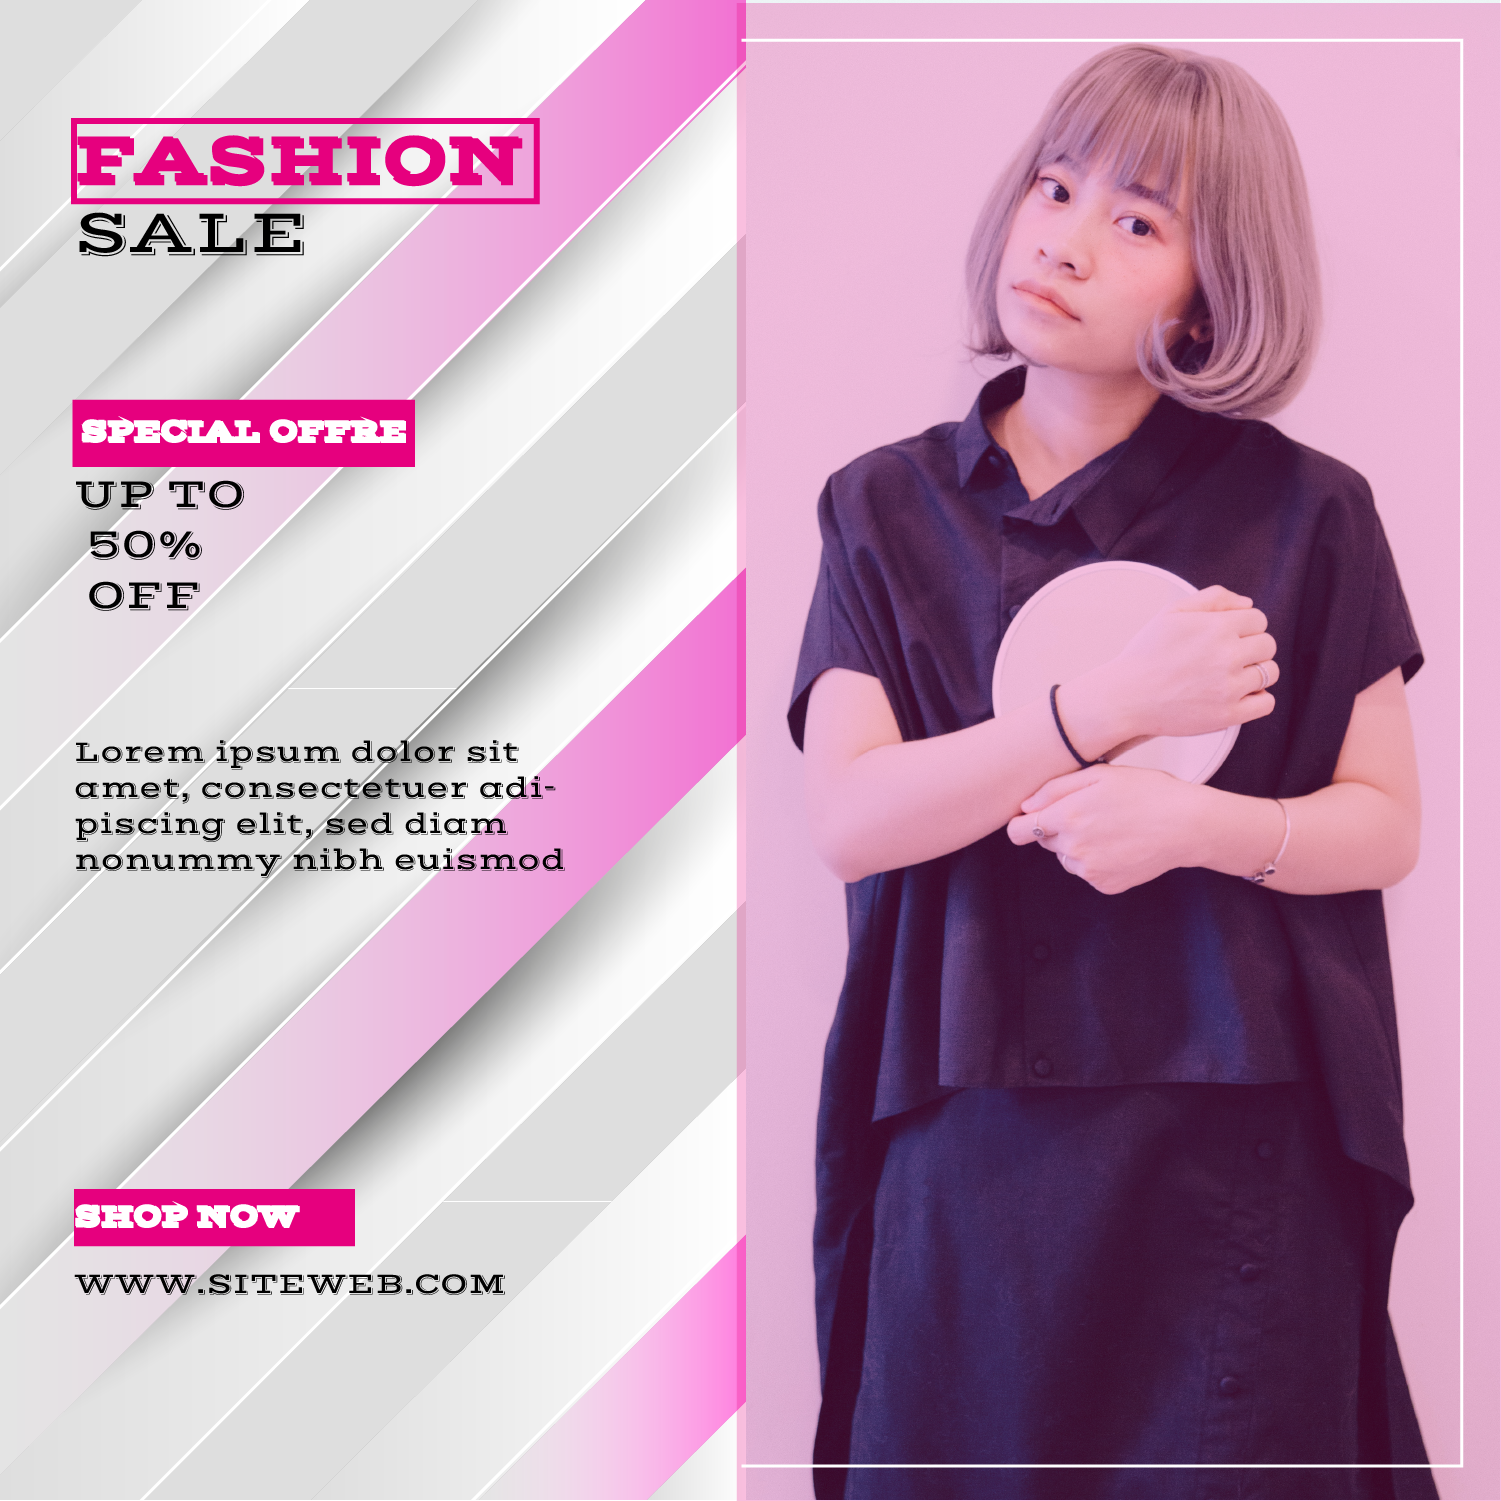 FASHION
SALE
SPECIAL OFFRE
UP TO
50%
OFF
Lorem ipsum dolor sit
amet, consectetuer adi-
piscing elit, sed diam
nonummy nibh euismod
SHOP NOW
WWW.SITEWEB.COM